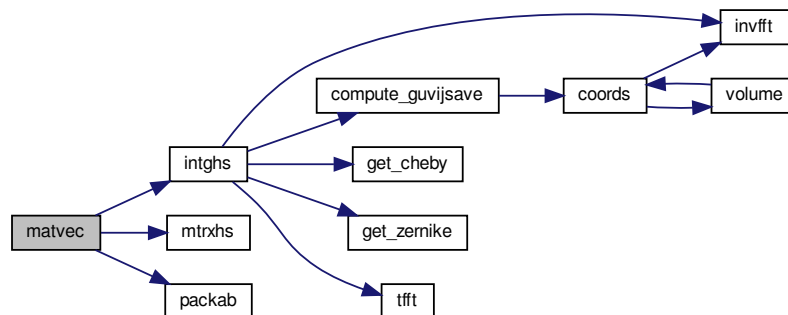 invfft
compute_guvijsave
coords
volume
intghs
get_cheby
matvec
mtrxhs
get_zernike
packab
tfft